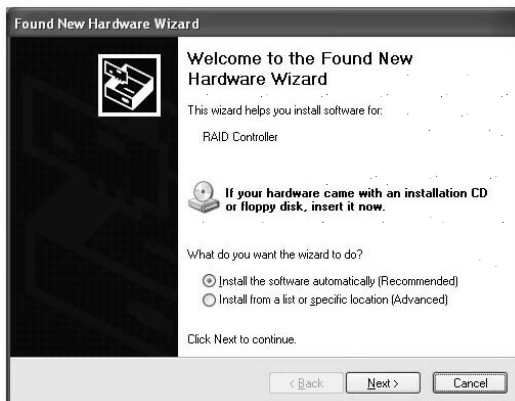 Found New Hardware Wizard
Welcome to the Found New
Hardware Wizard
This wizard helps you install software for:
RAID Controller
If your hardware came with an installation CD
or floppy disk, insert it now.
What do you want the wizard to do?
Install the software automatically (Recommended)
Install from a list or specific location (Advanced)
Click Next to continue.
< Back
Next >
Cancel